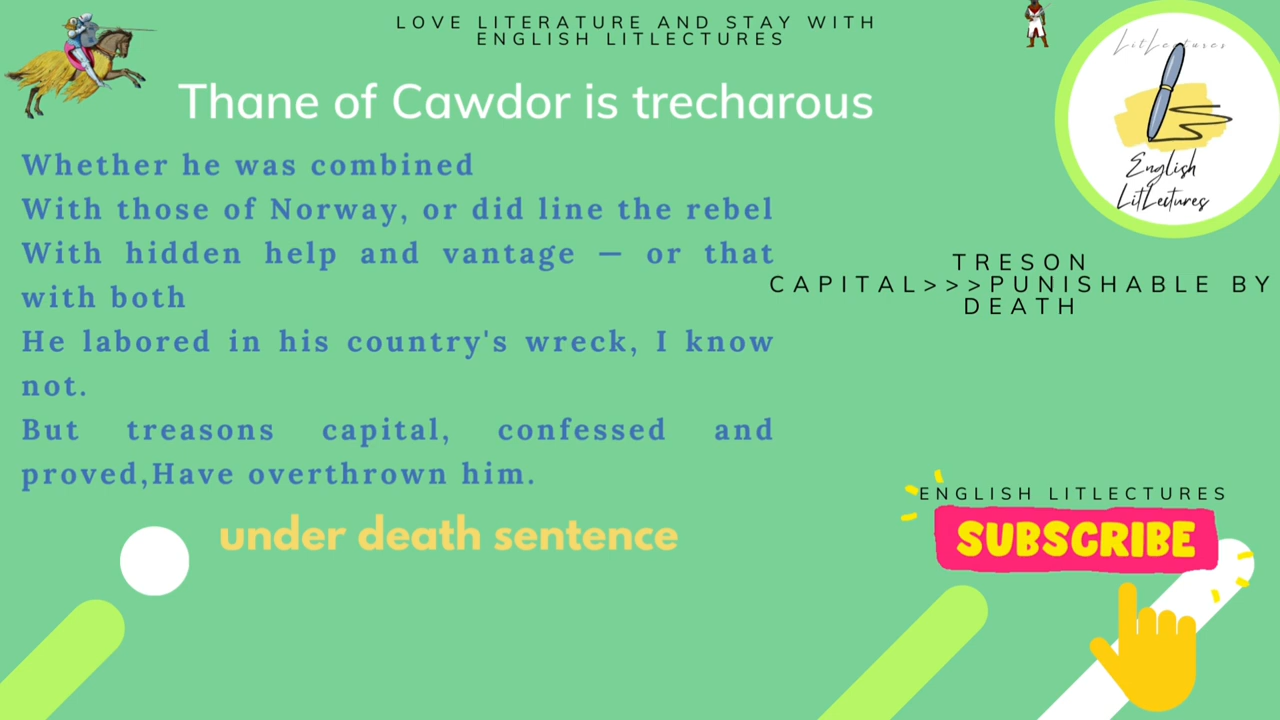 LOVE LITERATURE AND STAY WITH
ENGLISH LITLECTURES
Thane of Cawdor is trecharous
LitLectures
English
LitLectures
Whether he was combined
With those of Norway, or did line the rebel
With hidden help and vantage — or that
with both
He labored in his country's wreck, I know
not.
But treasons capital, confessed and
proved,Have overthrown him.
TRESON
CAPITAL>>>PUNISHABLE BY
DEATH
under death sentence
ENGLISH LITLECTURES
SUBSCRIBE